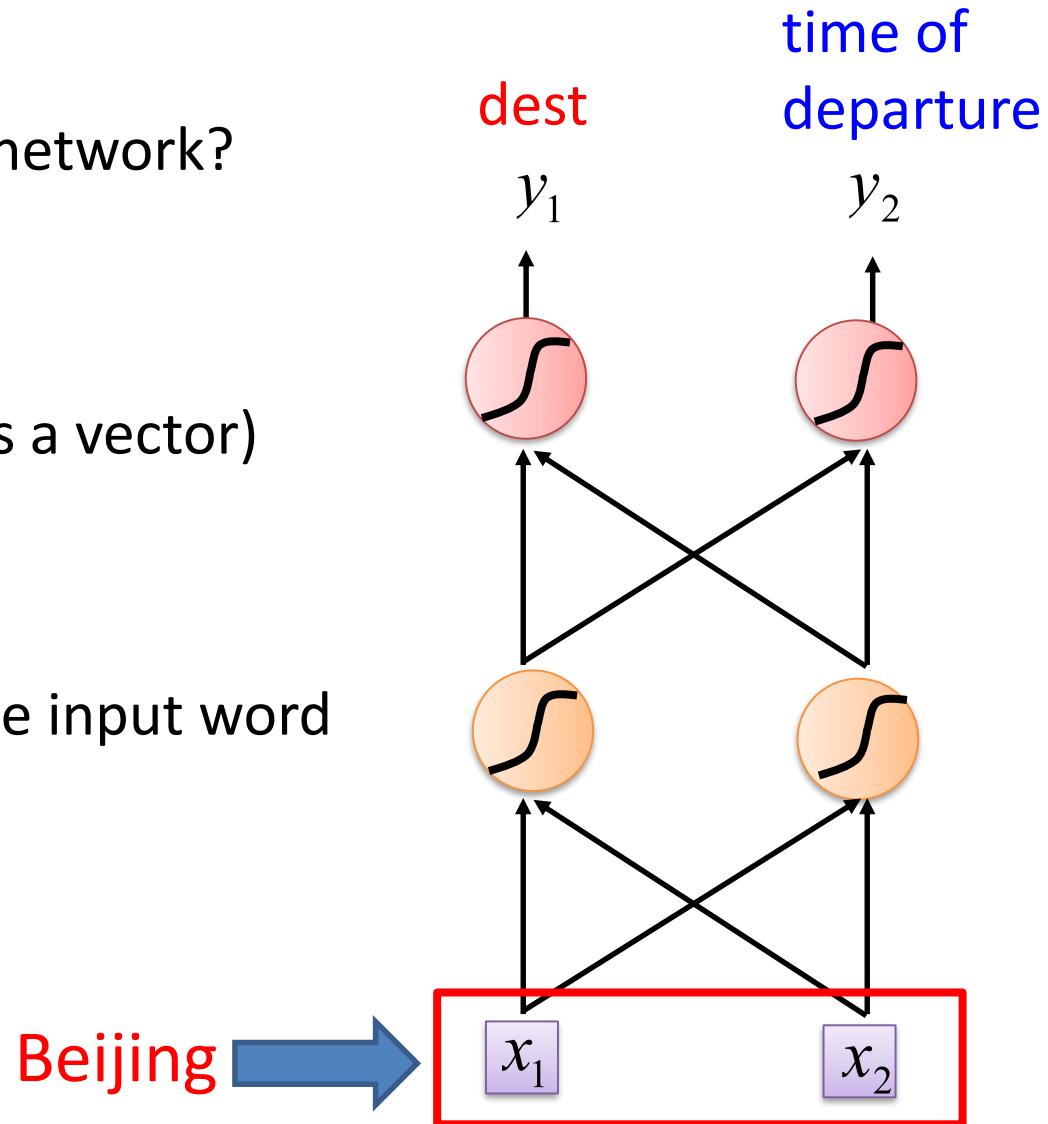 time of
departure
dest
network?
y₁ y₂
s a vector)
e input word
Beijing
x₁ x₂